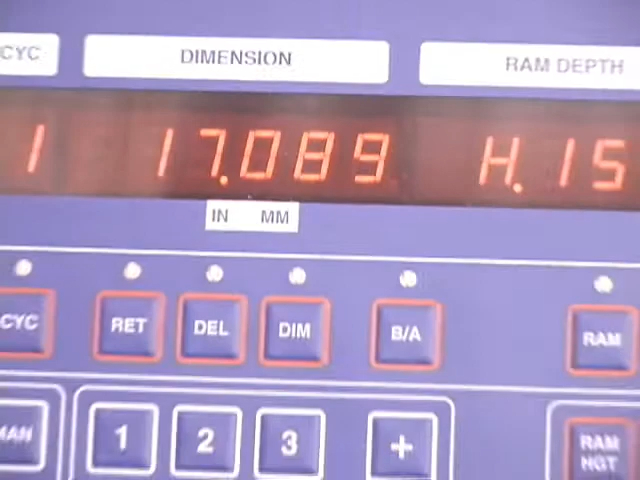 CYC DIMENSION RAM DEPTH
1 17.089 H.15
IN MM
CYC RET DEL DIM B/A RAM
MAN 1 2 3 + RAM HGT